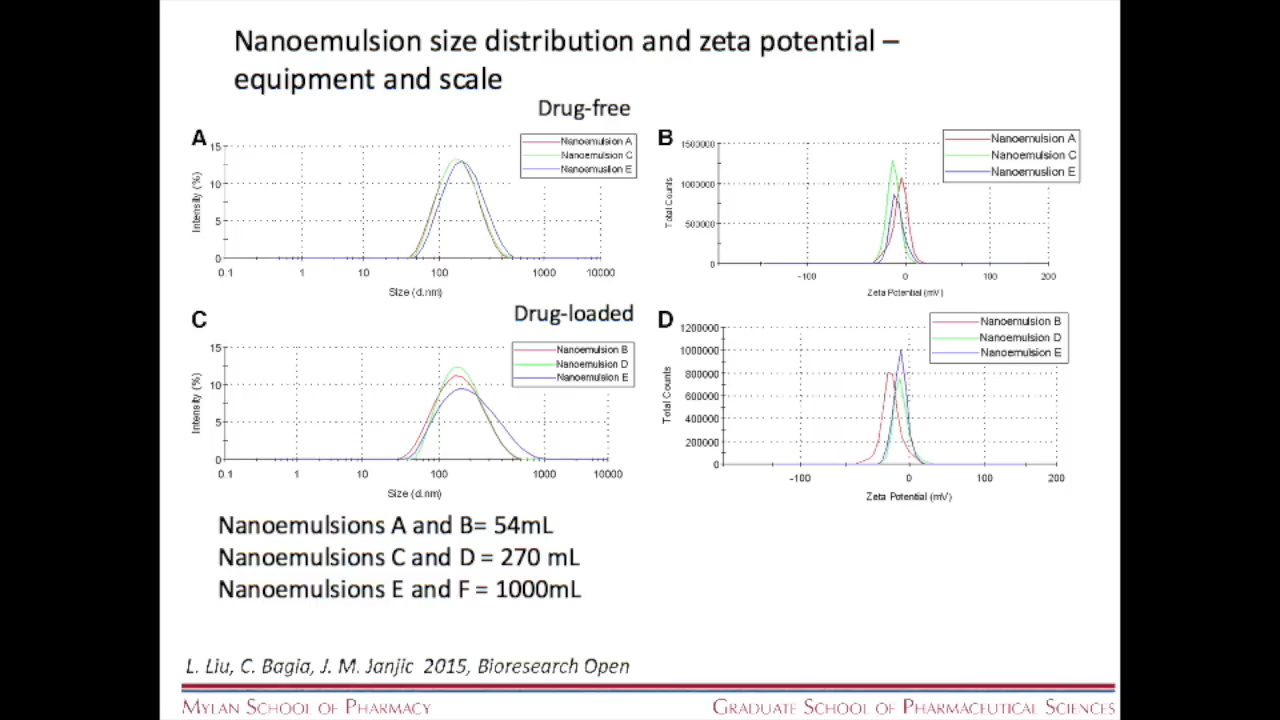 Nanoemulsion size distribution and zeta potential –
equipment and scale
Drug-free
A
15
10
5
0
Intensity (%)
0.1 1 10 100 1000 10000
Size (d.nm)
Nanoemulsion A
Nanoemulsion C
Nanoemuslion E
B
1500000
1000000
500000
0
Total Counts
-100 0 100 200
Zeta Potential (mV)
Nanoemulsion A
Nanoemulsion C
Nanoemuslion E
Drug-loaded
C
15
10
5
0
Intensity (%)
0.1 1 10 100 1000 10000
Size (d.nm)
Nanoemulsion B
Nanoemulsion D
Nanoemulsion E
D
1200000
1000000
800000
600000
400000
200000
0
Total Counts
-100 0 100 200
Zeta Potential (mV)
Nanoemulsion B
Nanoemulsion D
Nanoemulsion E
Nanoemulsions A and B= 54mL
Nanoemulsions C and D = 270 mL
Nanoemulsions E and F = 1000mL
L. Liu, C. Bagia, J. M. Janjic 2015, Bioresearch Open
MYLAN SCHOOL OF PHARMACY
GRADUATE SCHOOL OF PHARMACEUTICAL SCIENCES